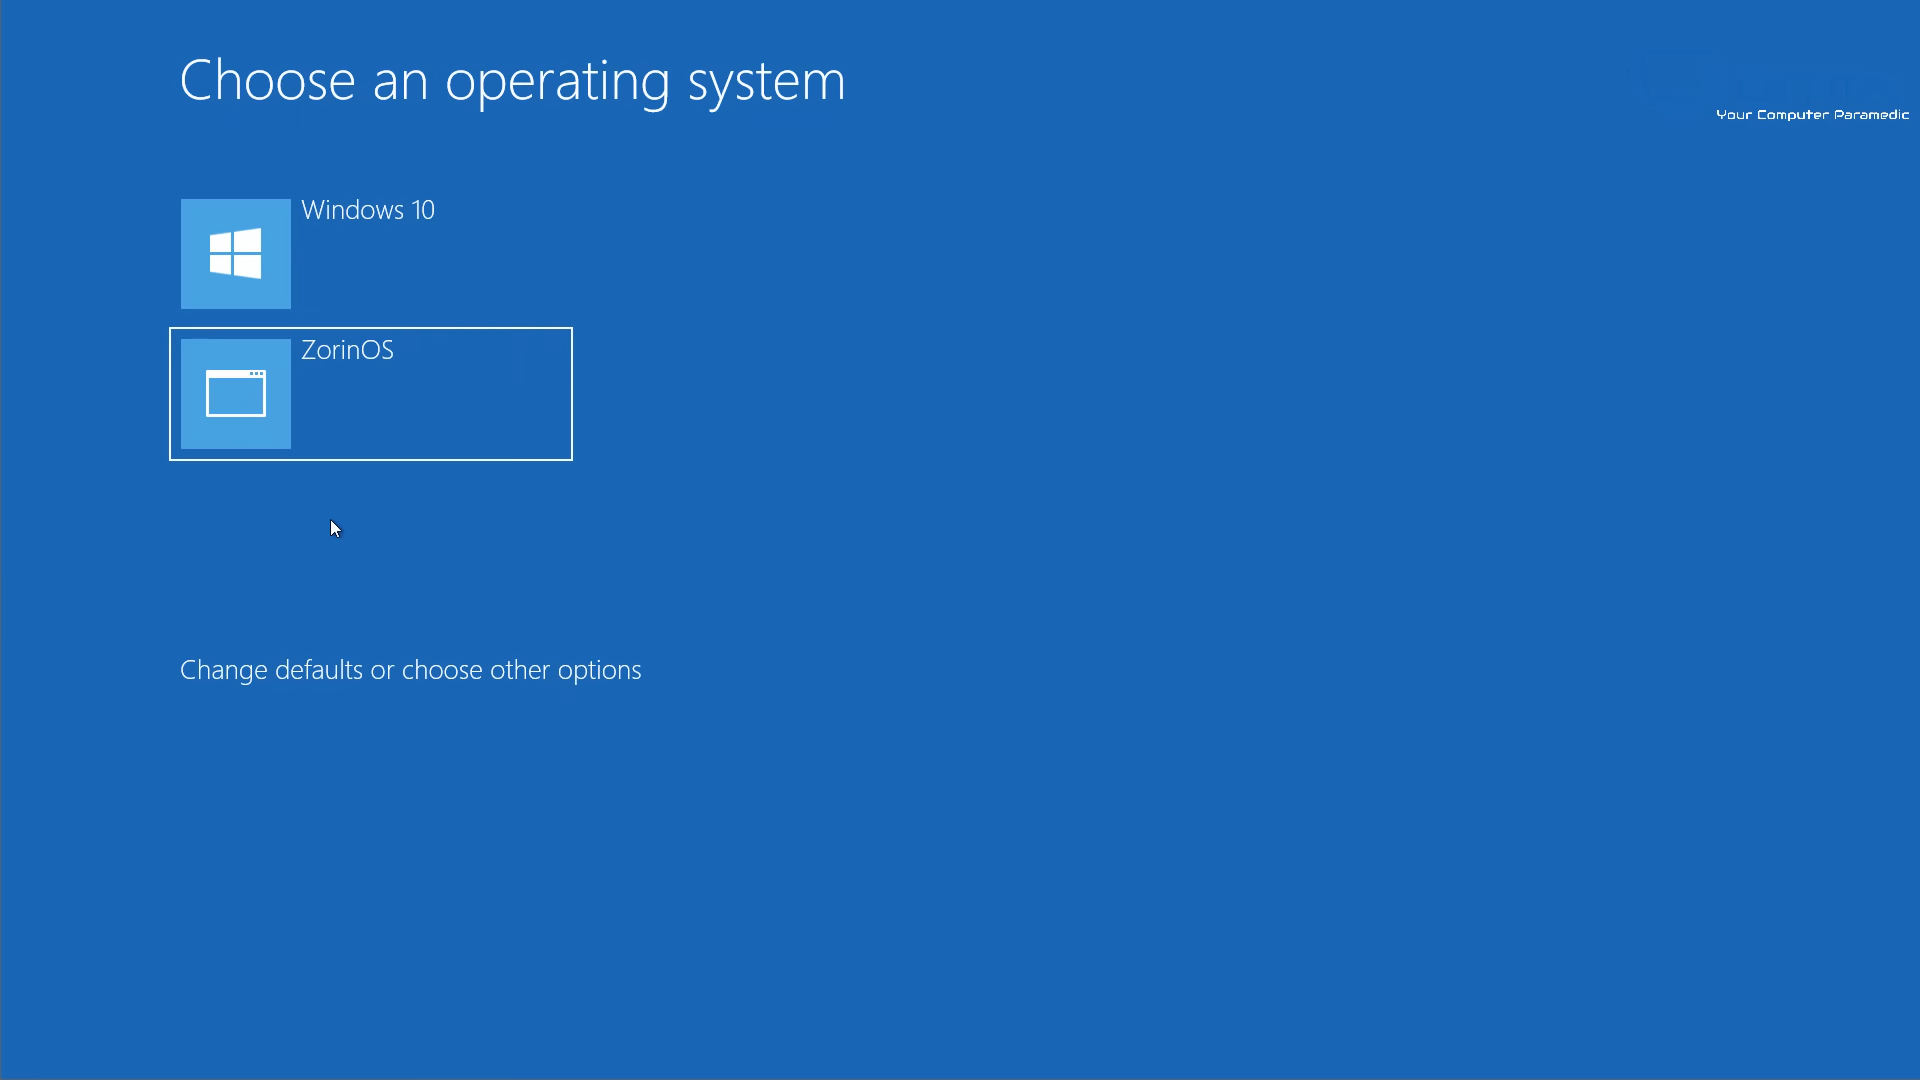 Choose an operating system
Your Computer Paramedic
Windows 10
ZorinOS
Change defaults or choose other options